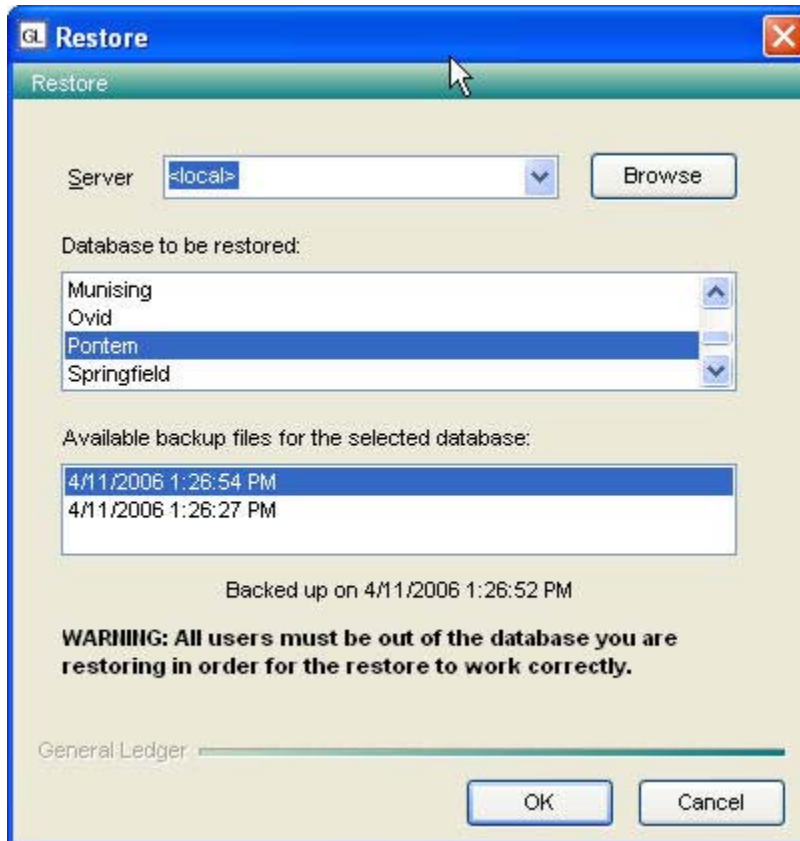 GL Restore
Restore
Server <local> Browse
Database to be restored:
Munising
Ovid
Pontem
Springfield
Available backup files for the selected database:
4/11/2006 1:26:54 PM
4/11/2006 1:26:27 PM
Backed up on 4/11/2006 1:26:52 PM
WARNING: All users must be out of the database you are
restoring in order for the restore to work correctly.
General Ledger
OK Cancel